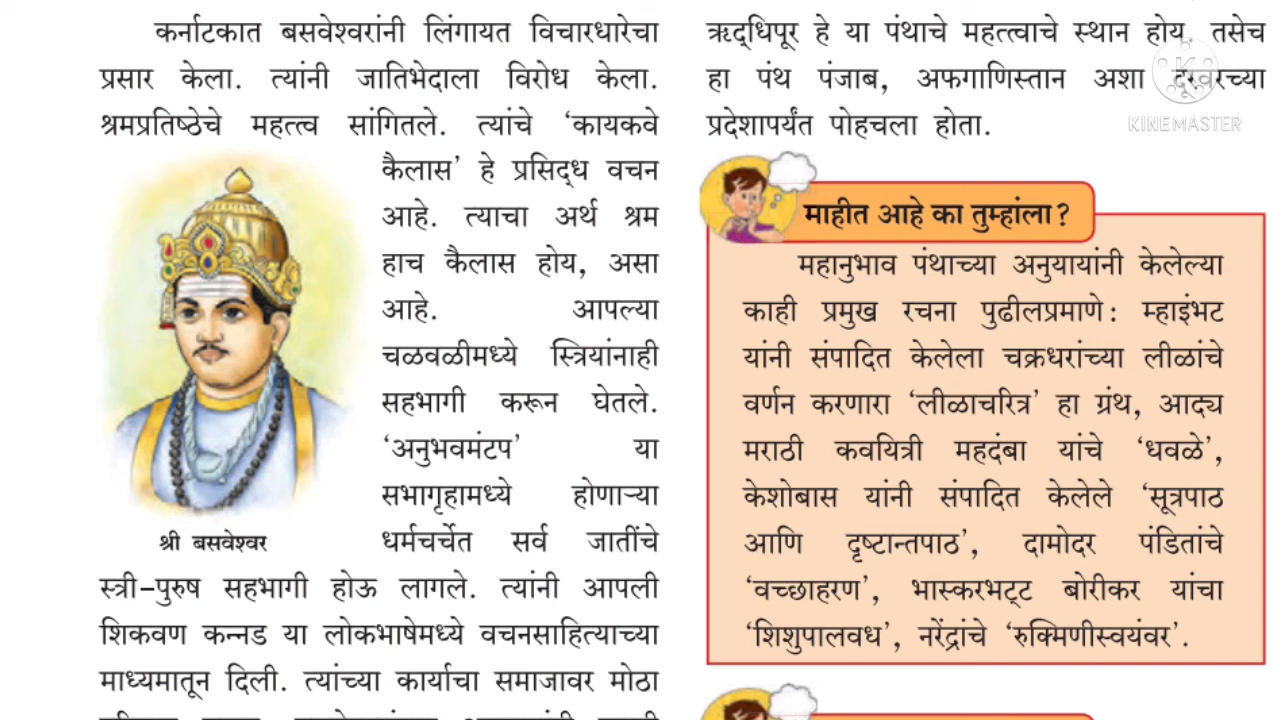 कर्नाटकात बसवेश्वरांनी लिंगायत विचारधारेचा
प्रसार केला. त्यांनी जातिभेदाला विरोध केला.
श्रमप्रतिष्ठेचे महत्त्व सांगितले. त्यांचे ‘कायकवे
कैलास’ हे प्रसिद्ध वचन
आहे. त्याचा अर्थ श्रम
हाच कैलास होय, असा
आहे. आपल्या
चळवळीमध्ये स्त्रियांनाही
सहभागी करून घेतले.
‘अनुभवमंटप’ या
सभागृहामध्ये होणाऱ्या
धर्मचर्चेत सर्व जातींचे
श्री बसवेश्वर
स्त्री-पुरुष सहभागी होऊ लागले. त्यांनी आपली
शिकवण कन्नड या लोकभाषेमध्ये वचनसाहित्याच्या
माध्यमातून दिली. त्यांच्या कार्याचा समाजावर मोठा
ऋद्धिपूर हे या पंथाचे महत्त्वाचे स्थान होय. तसेच
हा पंथ पंजाब, अफगाणिस्तान अशा दूरवरच्या
प्रदेशापर्यंत पोहचला होता.
KINEMASTER
माहीत आहे का तुम्हांला?
महानुभाव पंथाच्या अनुयायांनी केलेल्या
काही प्रमुख रचना पुढीलप्रमाणे: म्हाइंभट
यांनी संपादित केलेला चक्रधरांच्या लीळांचे
वर्णन करणारा ‘लीळाचरित्र’ हा ग्रंथ, आद्य
मराठी कवयित्री महदंबा यांचे ‘धवळे’,
केशोबास यांनी संपादित केलेले ‘सूत्रपाठ
आणि दृष्टान्तपाठ’, दामोदर पंडितांचे
‘वच्छाहरण’, भास्करभट्ट बोरीकर यांचा
‘शिशुपालवध’, नरेंद्रांचे ‘रुक्मिणीस्वयंवर’.